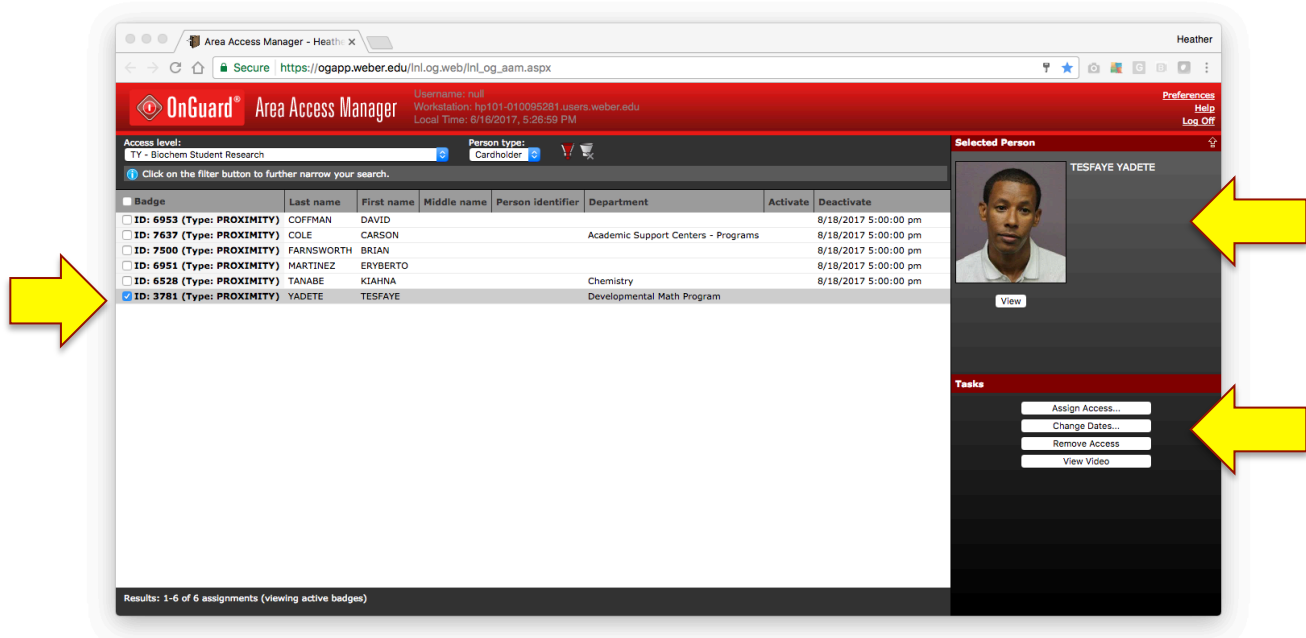 Area Access Manager - Heathe
Heather
Secure https://ogapp.weber.edu/lnl.og.web/lnl_og_aam.aspx
OnGuard® Area Access Manager
Username: null
Workstation: hp101-010095281.users.weber.edu
Local Time: 6/16/2017, 5:26:59 PM
Preferences
Help
Log Off
Access level:
TY - Biochem Student Research
Person type:
Cardholder
Click on the filter button to further narrow your search.
Badge Last name First name Middle name Person identifier Department Activate Deactivate
ID: 6953 (Type: PROXIMITY) COFFMAN DAVID 8/18/2017 5:00:00 pm
ID: 7637 (Type: PROXIMITY) COLE CARSON Academic Support Centers - Programs 8/18/2017 5:00:00 pm
ID: 7500 (Type: PROXIMITY) FARNSWORTH BRIAN 8/18/2017 5:00:00 pm
ID: 6951 (Type: PROXIMITY) MARTINEZ ERYBERTO 8/18/2017 5:00:00 pm
ID: 6528 (Type: PROXIMITY) TANABE KIAHNA Chemistry 8/18/2017 5:00:00 pm
ID: 3781 (Type: PROXIMITY) YADETE TESFAYE Developmental Math Program
Results: 1-6 of 6 assignments (viewing active badges)
Selected Person
TESFAYE YADETE
View
Tasks
Assign Access...
Change Dates...
Remove Access
View Video